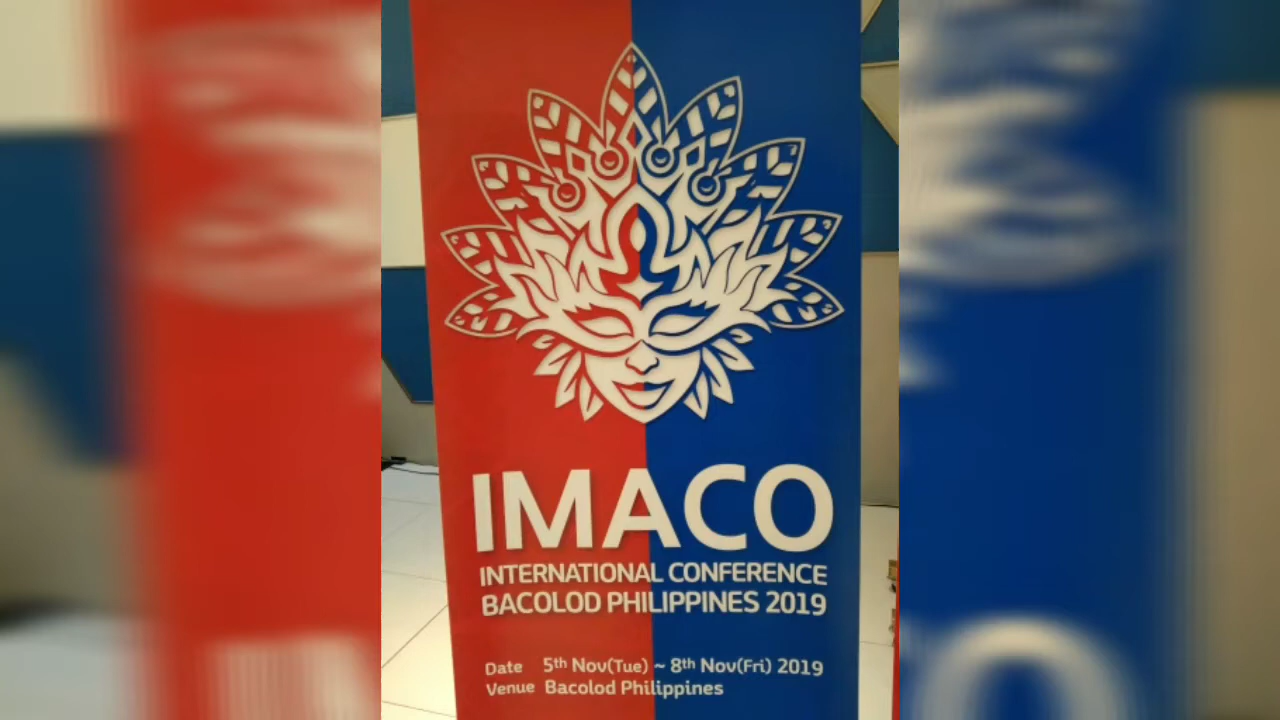 IMACO
INTERNATIONAL CONFERENCE
BACOLOD PHILIPPINES 2019
Date 5th Nov(Tue) ~ 8th Nov(Fri) 2019
Venue Bacolod Philippines